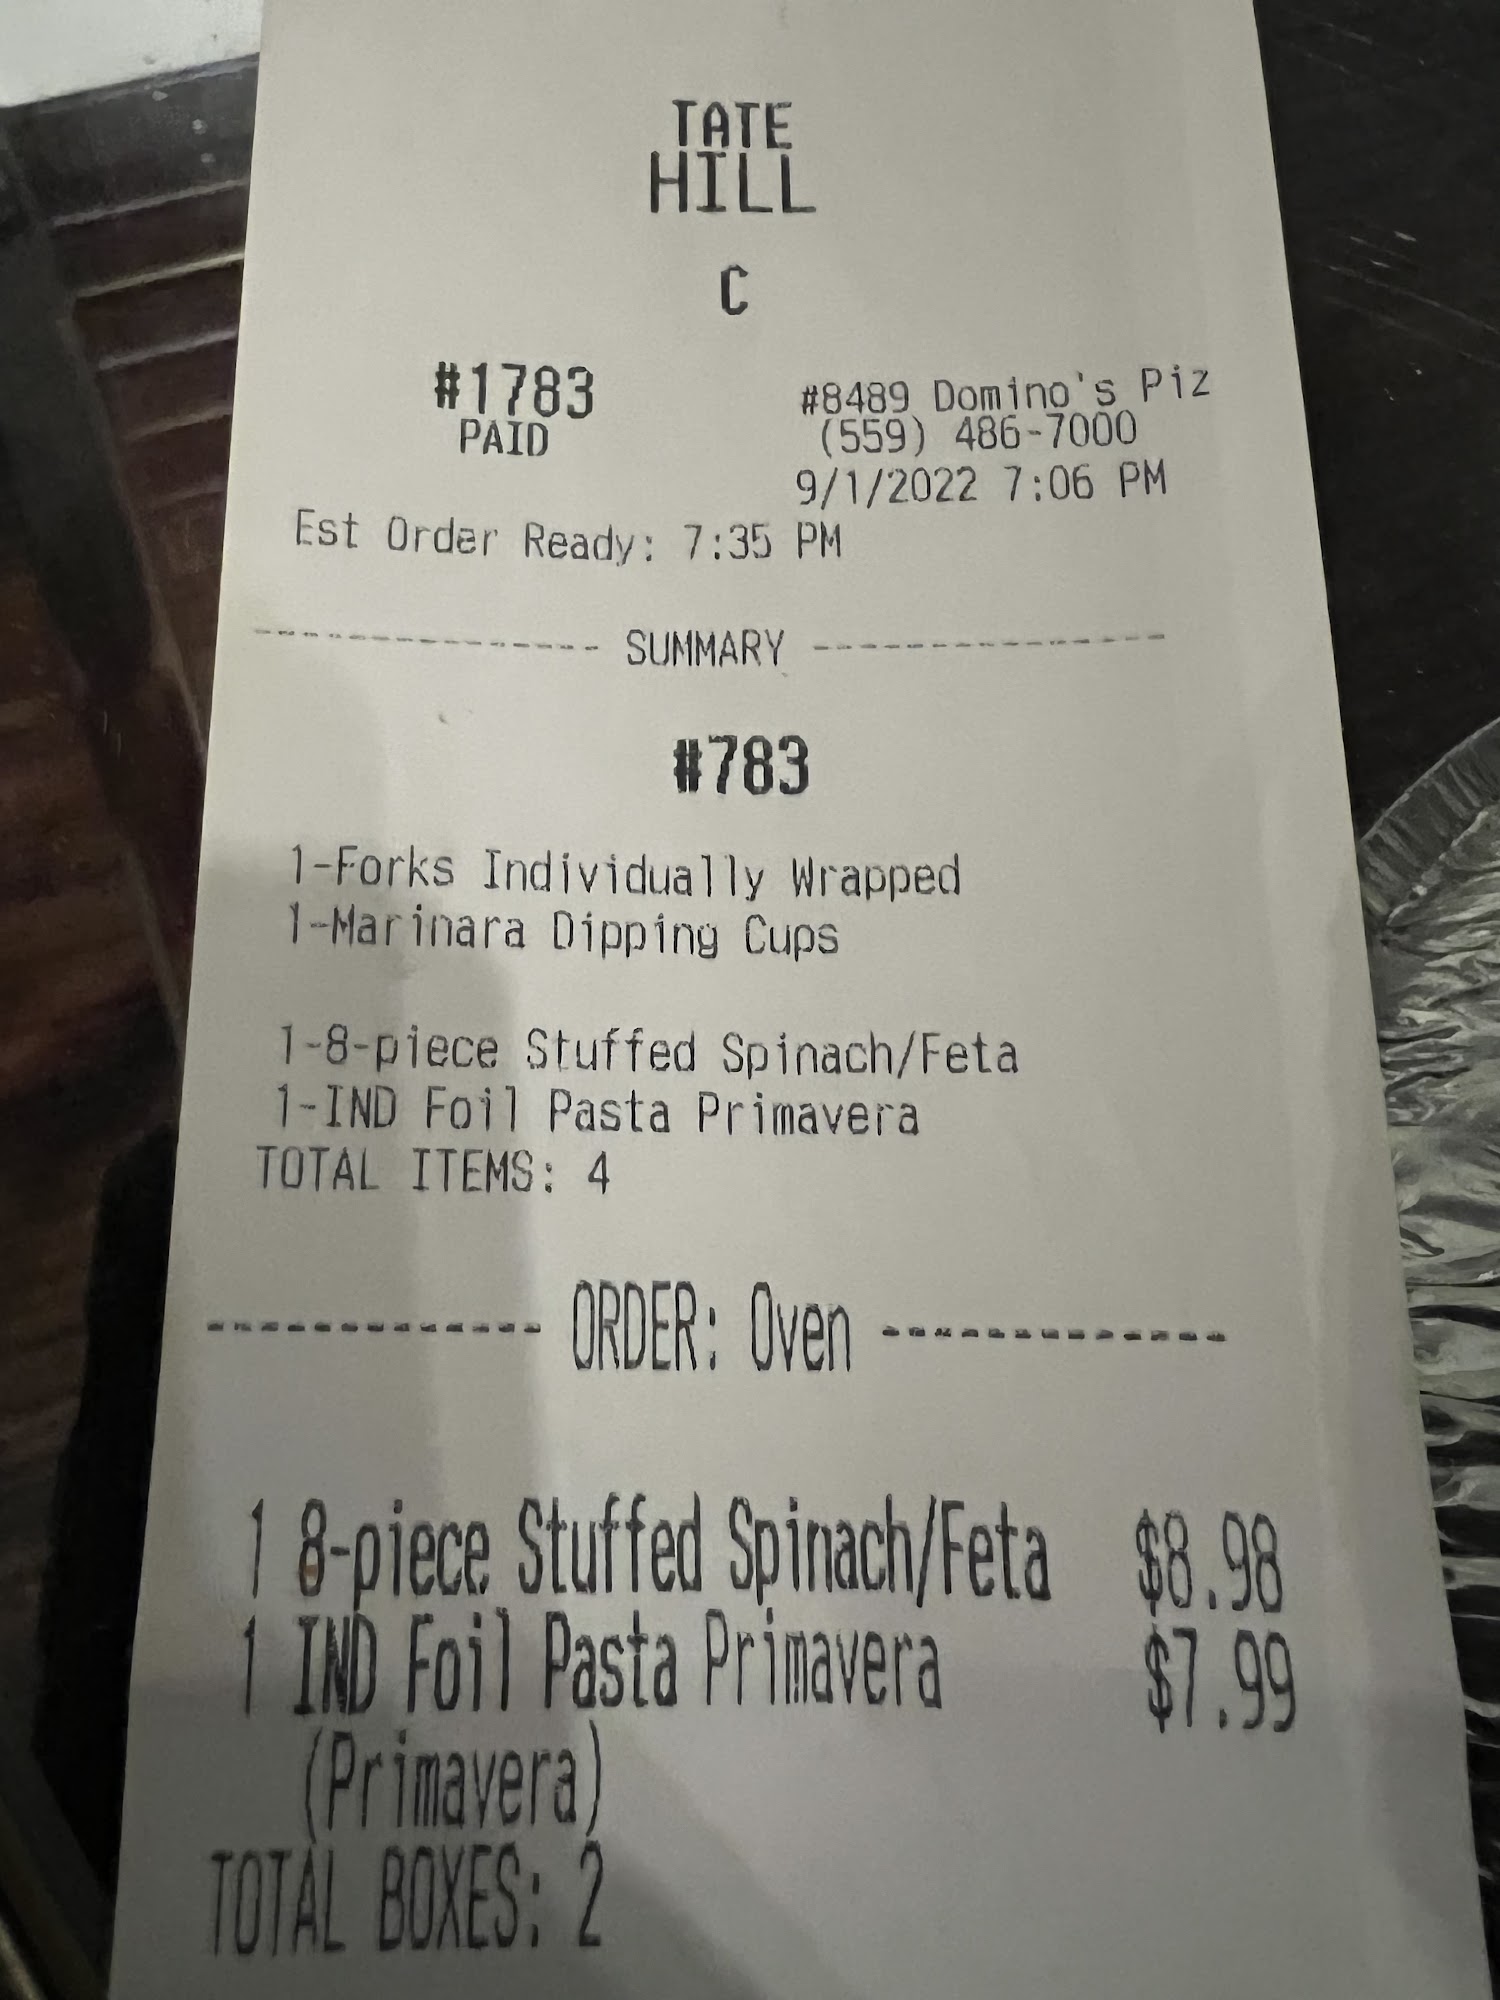 TATE
HILL
C
#1783
PAID
#8489 Domino's Piz
(559) 486-7000
9/1/2022 7:06 PM
Est Order Ready: 7:35 PM
------------- SUMMARY -------------
#783
1-Forks Individually Wrapped
1-Marinara Dipping Cups
1-8-piece Stuffed Spinach/Feta
1-IND Foil Pasta Primavera
TOTAL ITEMS: 4
------------- ORDER: Oven -------------
1 8-piece Stuffed Spinach/Feta $8.98
1 IND Foil Pasta Primavera $7.99
(Primavera)
TOTAL BOXES: 2